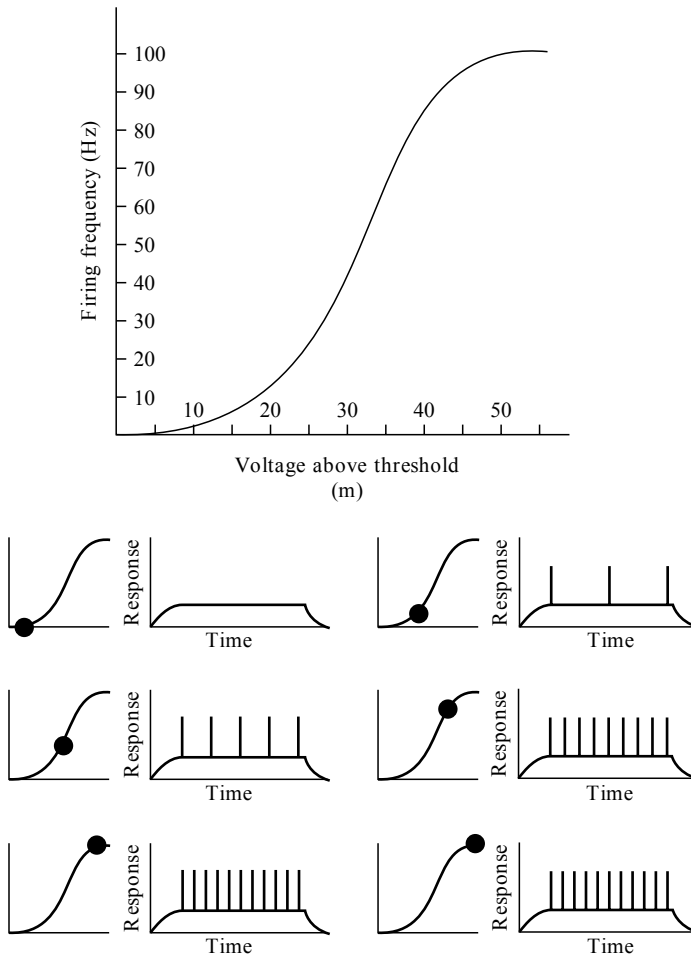 100
90
80
70
60
50
40
30
20
10
Firing frequency (Hz)
10 20 30 40 50
Voltage above threshold
(m)
Response
Time
Response
Time
Response
Time
Response
Time
Response
Time
Response
Time